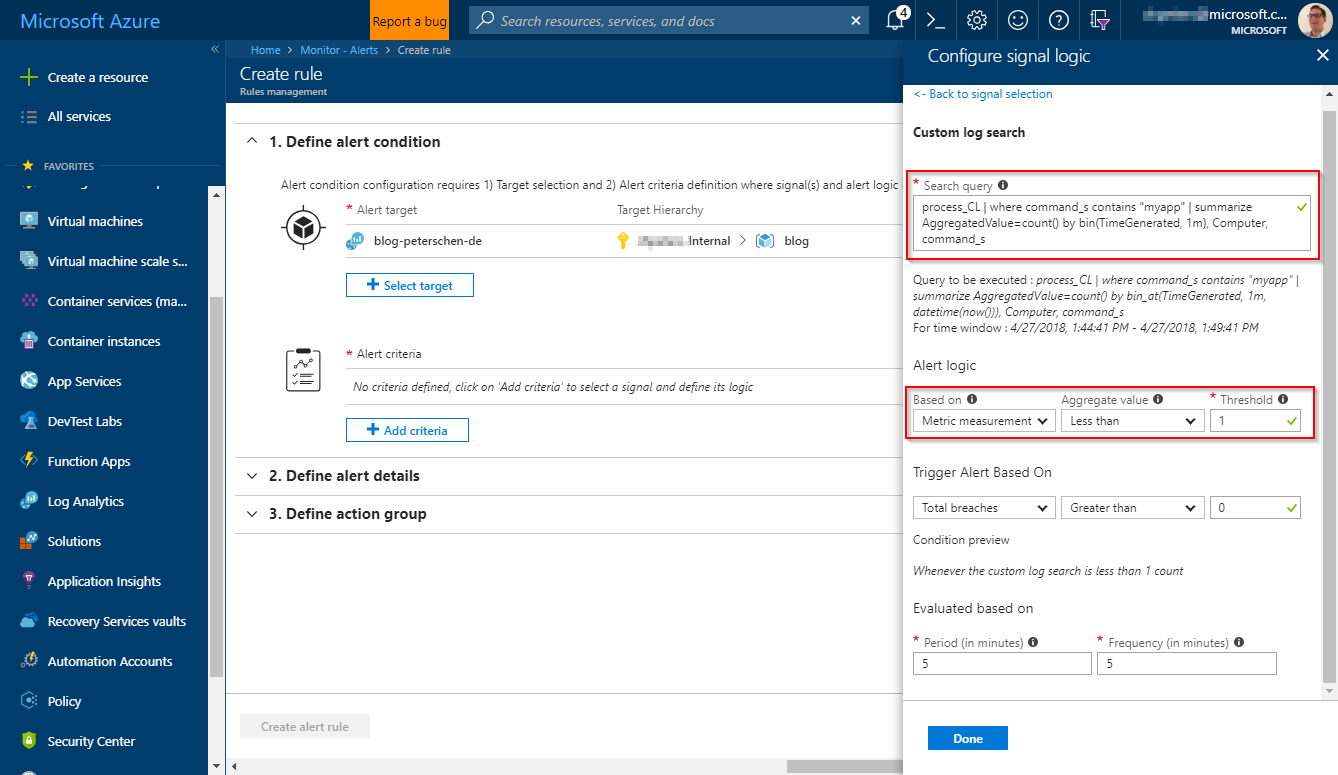 Microsoft Azure
Report a bug
Search resources, services, and docs
4
@microsoft.c...
MICROSOFT
Create a resource
All services
FAVORITES
Virtual machines
Virtual machine scale s...
Container services (ma...
Container instances
App Services
DevTest Labs
Function Apps
Log Analytics
Solutions
Application Insights
Recovery Services vaults
Automation Accounts
Policy
Security Center
Home > Monitor - Alerts > Create rule
Create rule
Rules management
1. Define alert condition
Alert condition configuration requires 1) Target selection and 2) Alert criteria definition where signal(s) and alert logic
* Alert target
Target Hierarchy
blog-peterschen-de
Internal > blog
+ Select target
* Alert criteria
No criteria defined, click on 'Add criteria' to select a signal and define its logic
+ Add criteria
2. Define alert details
3. Define action group
Create alert rule
Configure signal logic
<- Back to signal selection
Custom log search
* Search query
process_CL | where command_s contains "myapp" | summarize
AggregatedValue=count() by bin(TimeGenerated, 1m), Computer,
command_s
Query to be executed : process_CL | where command_s contains "myapp" |
summarize AggregatedValue=count() by bin_at(TimeGenerated, 1m,
datetime(now())), Computer, command_s
For time window : 4/27/2018, 1:44:41 PM - 4/27/2018, 1:49:41 PM
Alert logic
Based on Aggregate value * Threshold
Metric measurement Less than 1
Trigger Alert Based On
Total breaches Greater than 0
Condition preview
Whenever the custom log search is less than 1 count
Evaluated based on
* Period (in minutes) * Frequency (in minutes)
5 5
Done